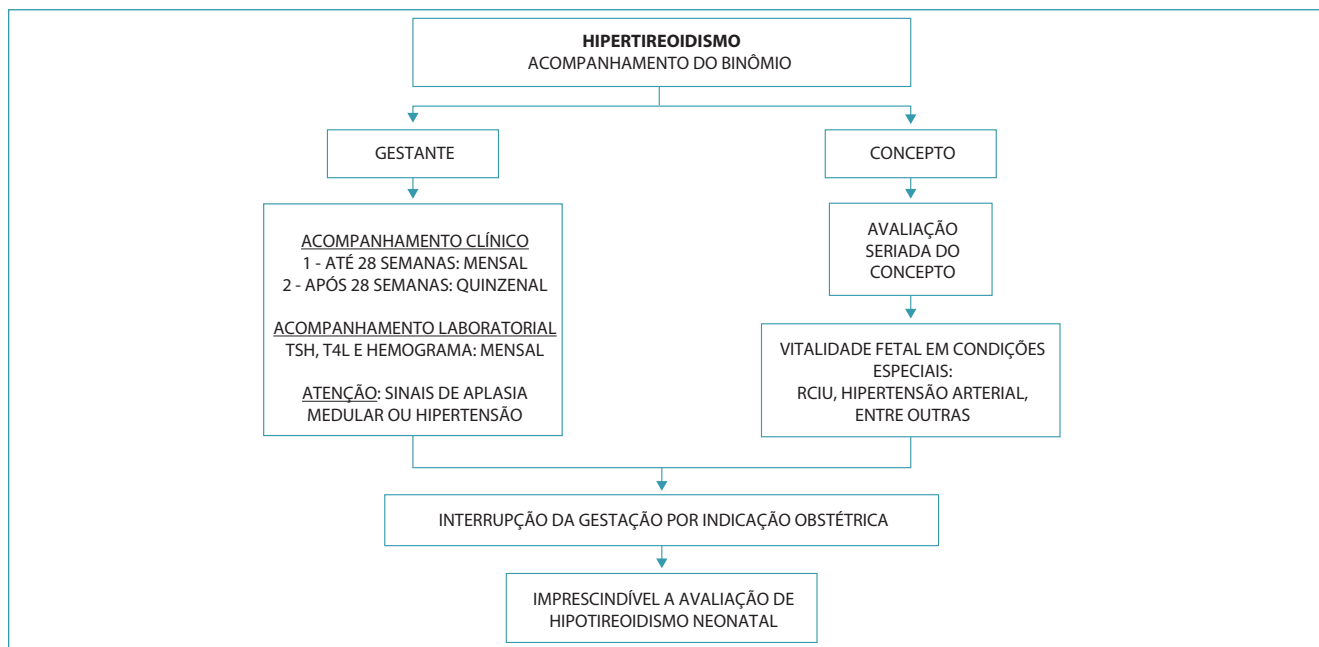 HIPERTIREOIDISMO
ACOMPANHAMENTO DO BINÔMIO
GESTANTE
CONCEPTO
ACOMPANHAMENTO CLÍNICO
1 - ATÉ 28 SEMANAS: MENSAL
2 - APÓS 28 SEMANAS: QUINZENAL
ACOMPANHAMENTO LABORATORIAL
TSH, T4L E HEMOGRAMA: MENSAL
ATENÇÃO: SINAIS DE APLASIA
MEDULAR OU HIPERTENSÃO
AVALIAÇÃO
SERIADA DO
CONCEPTO
VITALIDADE FETAL EM CONDIÇÕES
ESPECIAIS:
RCIU, HIPERTENSÃO ARTERIAL,
ENTRE OUTRAS
INTERRUPÇÃO DA GESTAÇÃO POR INDICAÇÃO OBSTÉTRICA
IMPRESCINDÍVEL A AVALIAÇÃO DE
HIPOTIREOIDISMO NEONATAL